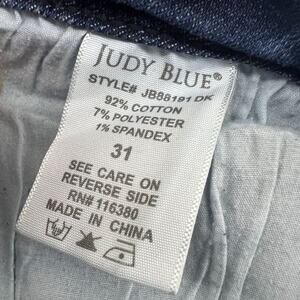 JUDY BLUE®
STYLE# JB88191 DK
92% COTTON
7% POLYESTER
1% SPANDEX
31
SEE CARE ON
REVERSE SIDE
RN# 116380
MADE IN CHINA